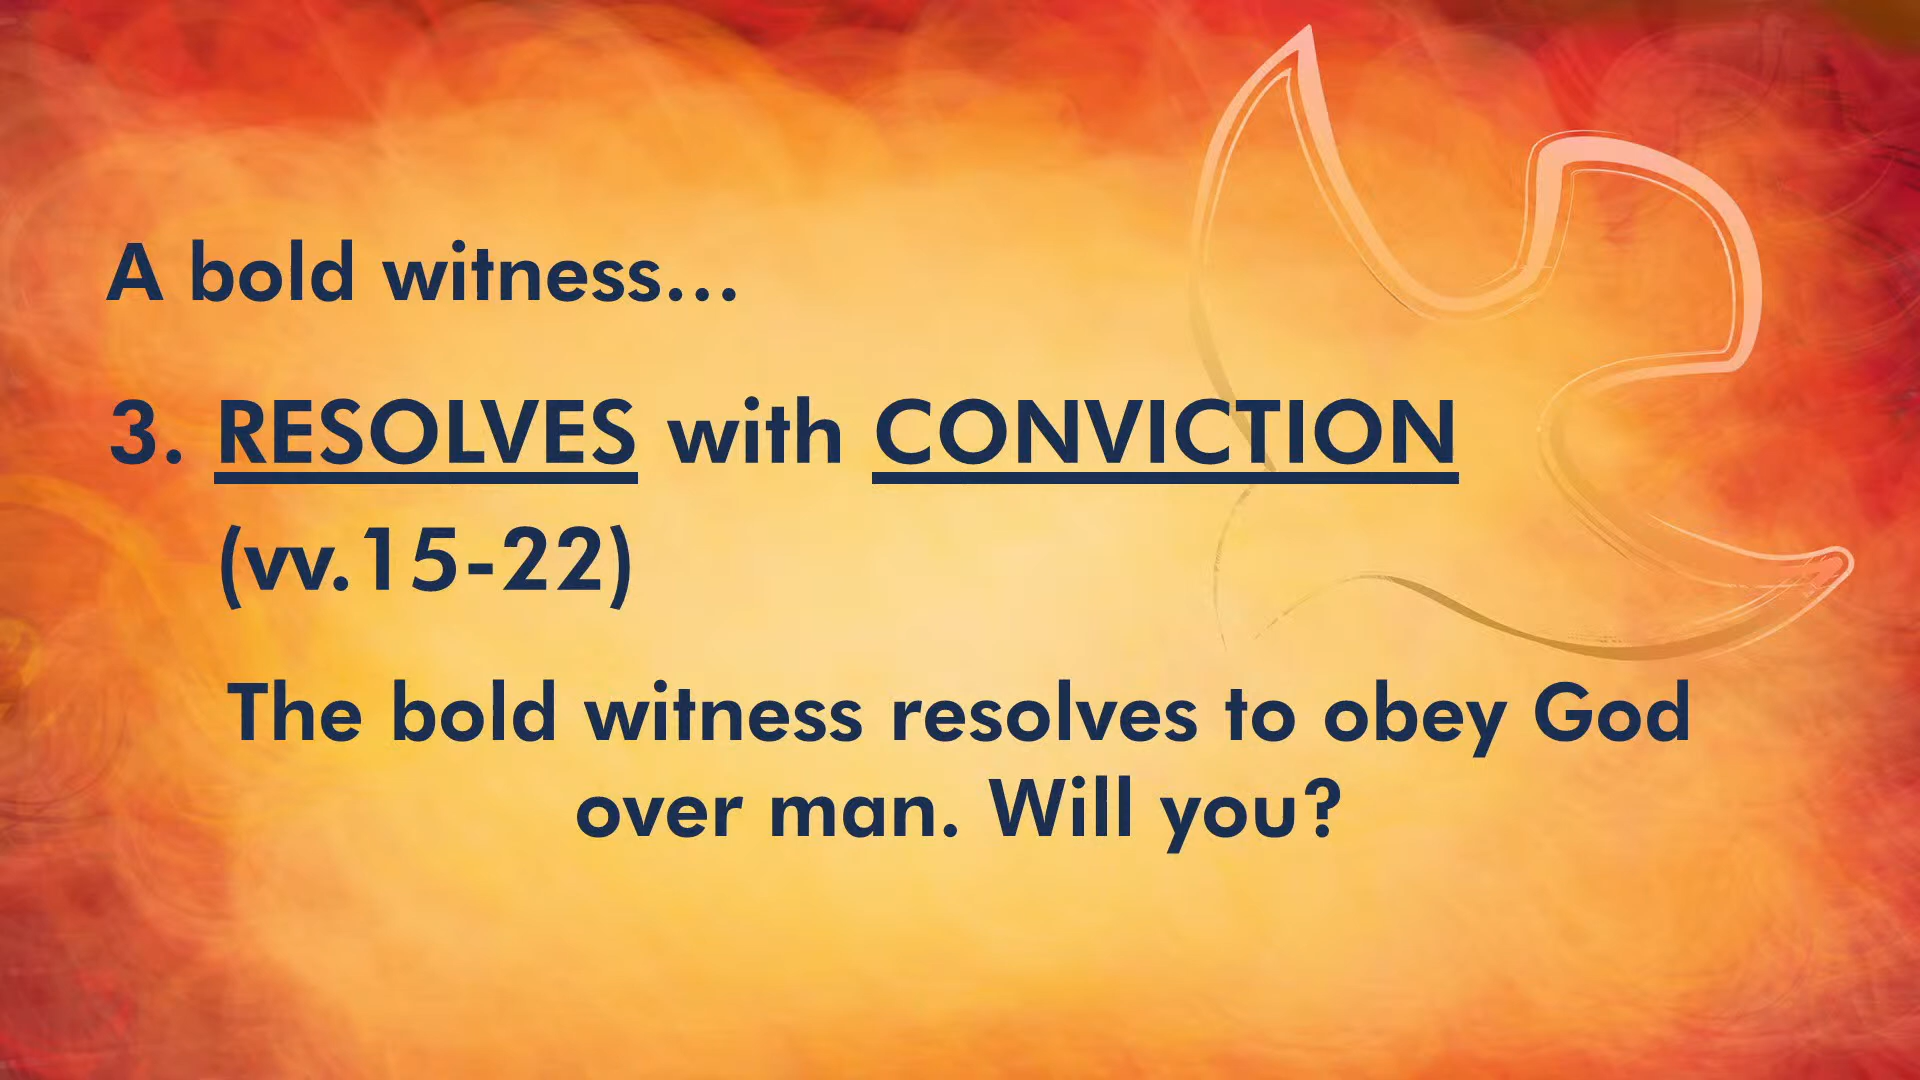 A bold witness...
3. RESOLVES with CONVICTION
(vv.15-22)
The bold witness resolves to obey God
over man. Will you?